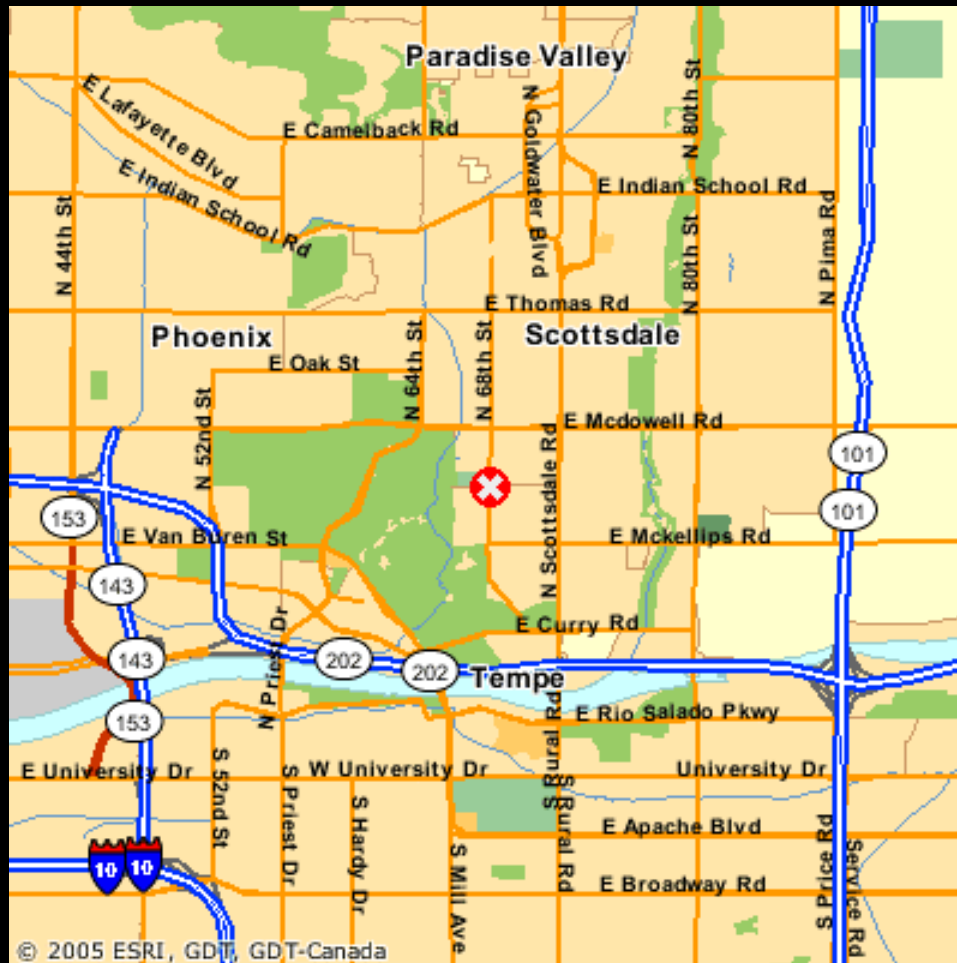 Paradise Valley
E Lafayette Blvd
E Camelback Rd
N Goldwater Blvd
N 80th St
E Indian School Rd
E Indian School Rd
N 44th St
N 80th St
N Pima Rd
E Thomas Rd
Phoenix
Scottsdale
E Oak St
N 64th St
N 68th St
N 52nd St
E Mcdowell Rd
N Scottsdale Rd
101
101
153
E Van Buren St
E Mckellips Rd
143
N Priest Dr
E Curry Rd
143
202
202
Tempe
153
E Rio Salado Pkwy
S Rural Rd
E University Dr
W University Dr
University Dr
S 52nd St
S Priest Dr
S Hardy Dr
S Rural Rd
E Apache Blvd
10
10
S Mill Ave
E Broadway Rd
S Price Rd
Service Rd
© 2005 ESRI, GDT, GDT-Canada